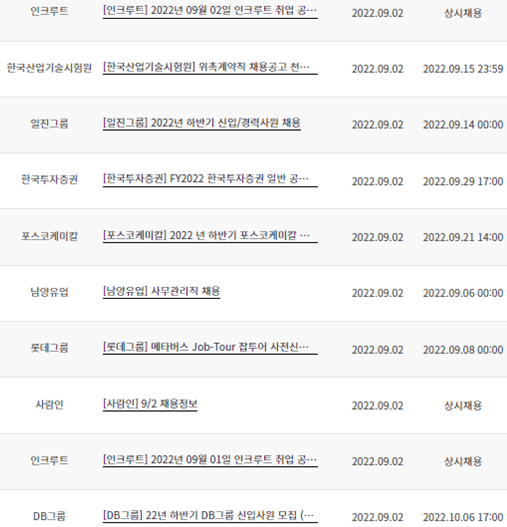 인크루트 [인크루트] 2022년 09월 02일 인크루트 취업 공… 2022.09.02 상시채용
한국산업기술시험원 [한국산업기술시험원] 위촉계약직 채용공고 천… 2022.09.02 2022.09.15 23:59
일진그룹 [일진그룹] 2022년 하반기 신입/경력사원 채용 2022.09.02 2022.09.14 00:00
한국투자증권 [한국투자증권] FY2022 한국투자증권 일반 공… 2022.09.02 2022.09.29 17:00
포스코케미칼 [포스코케미칼] 2022 년 하반기 포스코케미칼 … 2022.09.02 2022.09.21 14:00
남양유업 [남양유업] 사무관리직 채용 2022.09.02 2022.09.06 00:00
롯데그룹 [롯데그룹] 메타버스 Job-Tour 잡투어 사전신… 2022.09.02 2022.09.08 00:00
사람인 [사람인] 9/2 채용정보 2022.09.02 상시채용
인크루트 [인크루트] 2022년 09월 01일 인크루트 취업 공… 2022.09.02 상시채용
DB그룹 [DB그룹] 22년 하반기 DB그룹 신입사원 모집 (… 2022.09.02 2022.10.06 17:00